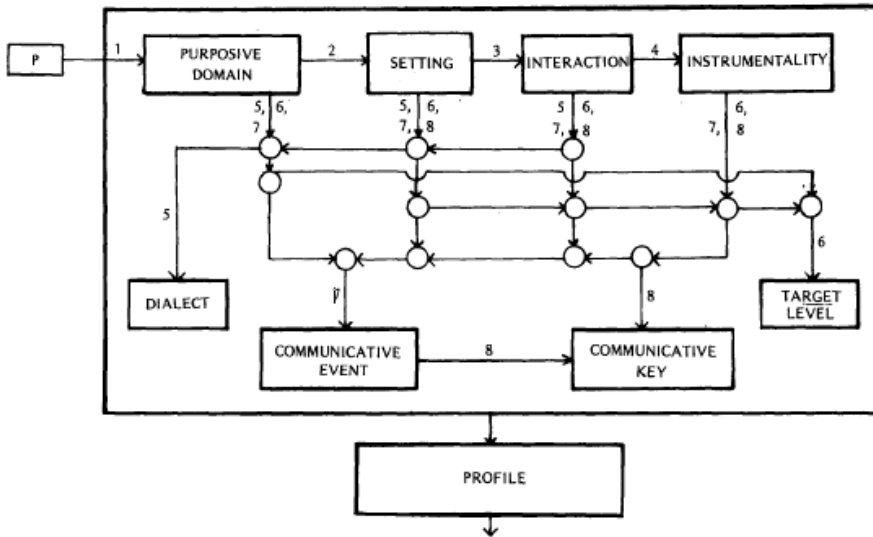 P
1
PURPOSIVE
DOMAIN
2
SETTING
3
INTERACTION
4
INSTRUMENTALITY
5, 6,
7
5, 6,
7, 8
5 6,
7, 8
6,
7, 8
5
6
DIALECT
8
TARGET
LEVEL
COMMUNICATIVE
EVENT
8
COMMUNICATIVE
KEY
PROFILE